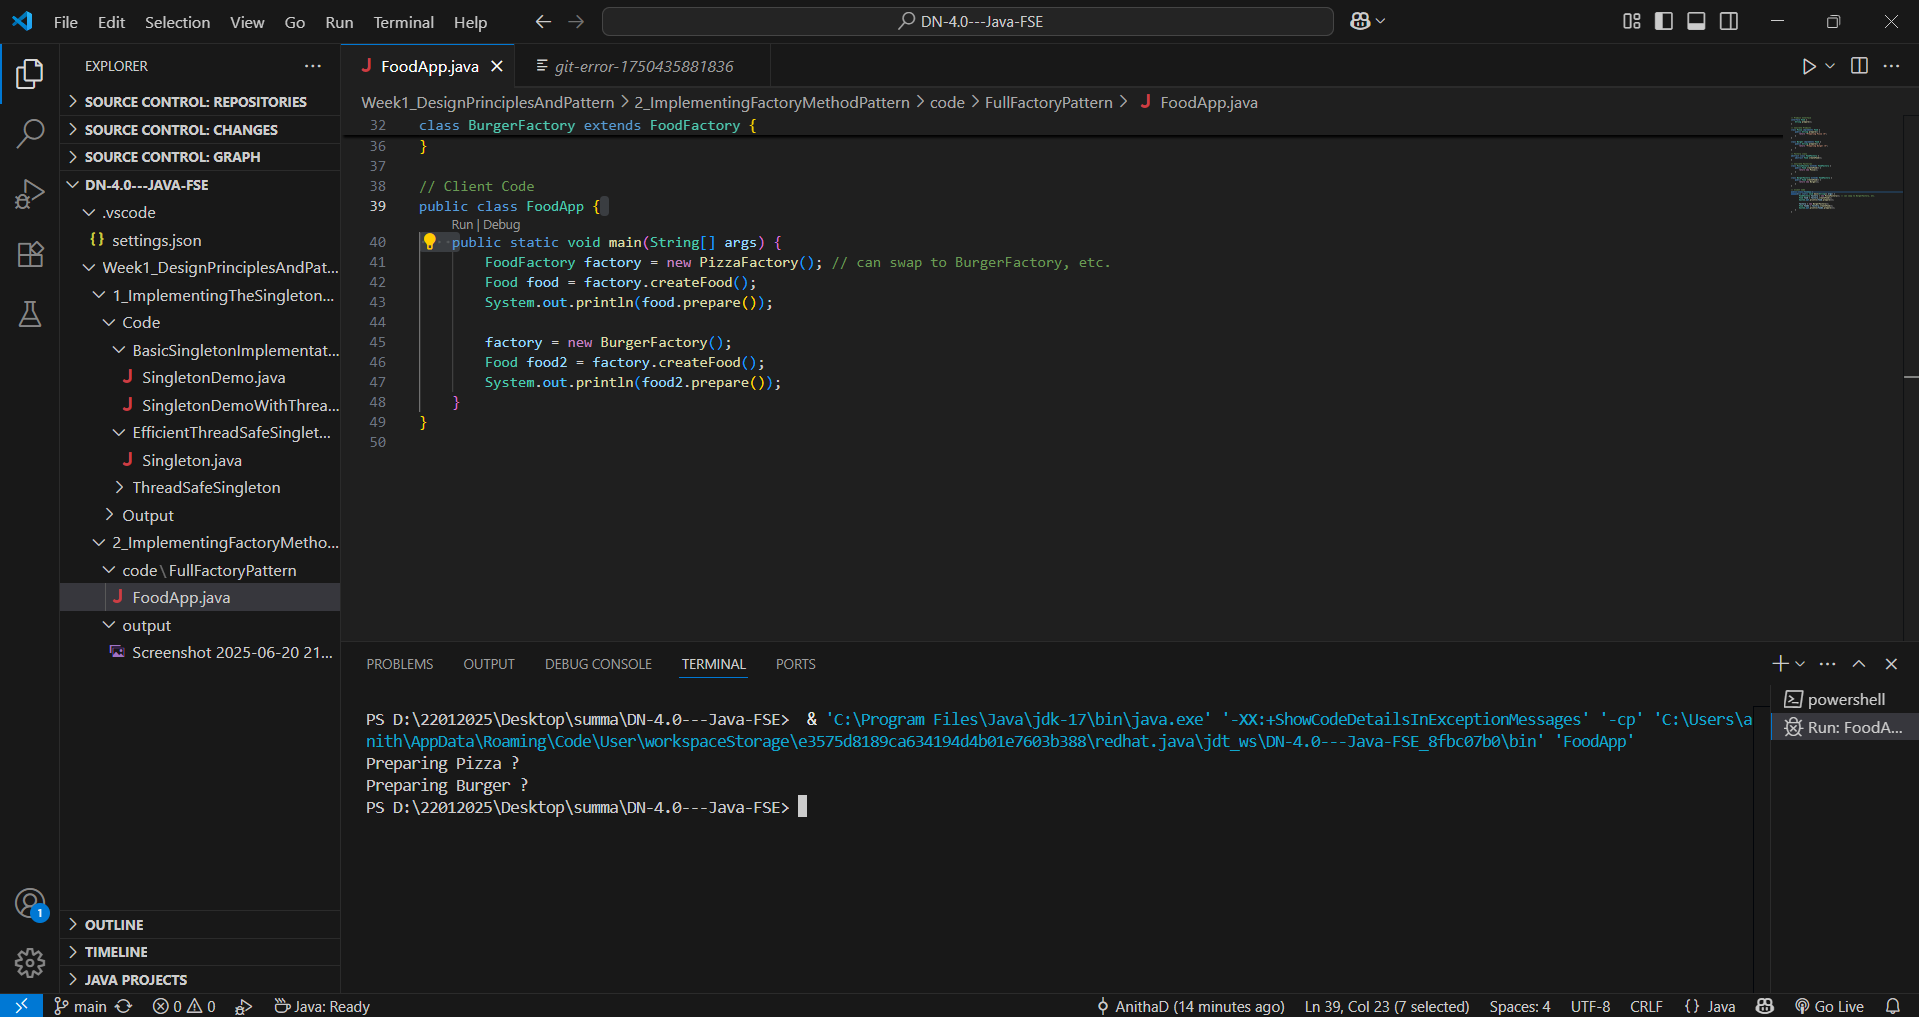 File Edit Selection View Go Run Terminal Help
DN-4.0---Java-FSE
EXPLORER
SOURCE CONTROL: REPOSITORIES
SOURCE CONTROL: CHANGES
SOURCE CONTROL: GRAPH
DN-4.0---JAVA-FSE
.vscode
settings.json
Week1_DesignPrinciplesAndPat...
1_ImplementingTheSingleton...
Code
BasicSingletonImplementat...
SingletonDemo.java
SingletonDemoWithThrea...
EfficientThreadSafeSinglet...
Singleton.java
ThreadSafeSingleton
Output
2_ImplementingFactoryMetho...
code\FullFactoryPattern
FoodApp.java
output
Screenshot 2025-06-20 21...
OUTLINE
TIMELINE
JAVA PROJECTS
1
FoodApp.java
git-error-1750435881836
Week1_DesignPrinciplesAndPattern > 2_ImplementingFactoryMethodPattern > code > FullFactoryPattern > FoodApp.java
32 class BurgerFactory extends FoodFactory {
36 }
37
38 // Client Code
39 public class FoodApp {
Run | Debug
40 public static void main(String[] args) {
41 FoodFactory factory = new PizzaFactory(); // can swap to BurgerFactory, etc.
42 Food food = factory.createFood();
43 System.out.println(food.prepare());
44
45 factory = new BurgerFactory();
46 Food food2 = factory.createFood();
47 System.out.println(food2.prepare());
48 }
49 }
50
PROBLEMS OUTPUT DEBUG CONSOLE TERMINAL PORTS
PS D:\22012025\Desktop\summa\DN-4.0---Java-FSE> & 'C:\Program Files\Java\jdk-17\bin\java.exe' '-XX:+ShowCodeDetailsInExceptionMessages' '-cp' 'C:\Users\a
nith\AppData\Roaming\Code\User\workspaceStorage\e3575d8189ca634194d4b01e7603b388\redhat.java\jdt_ws\DN-4.0---Java-FSE_8fbc07b0\bin' 'FoodApp'
Preparing Pizza ?
Preparing Burger ?
PS D:\22012025\Desktop\summa\DN-4.0---Java-FSE>
powershell
Run: FoodA...
main 0 0 Java: Ready AnithaD (14 minutes ago) Ln 39, Col 23 (7 selected) Spaces: 4 UTF-8 CRLF {} Java Go Live